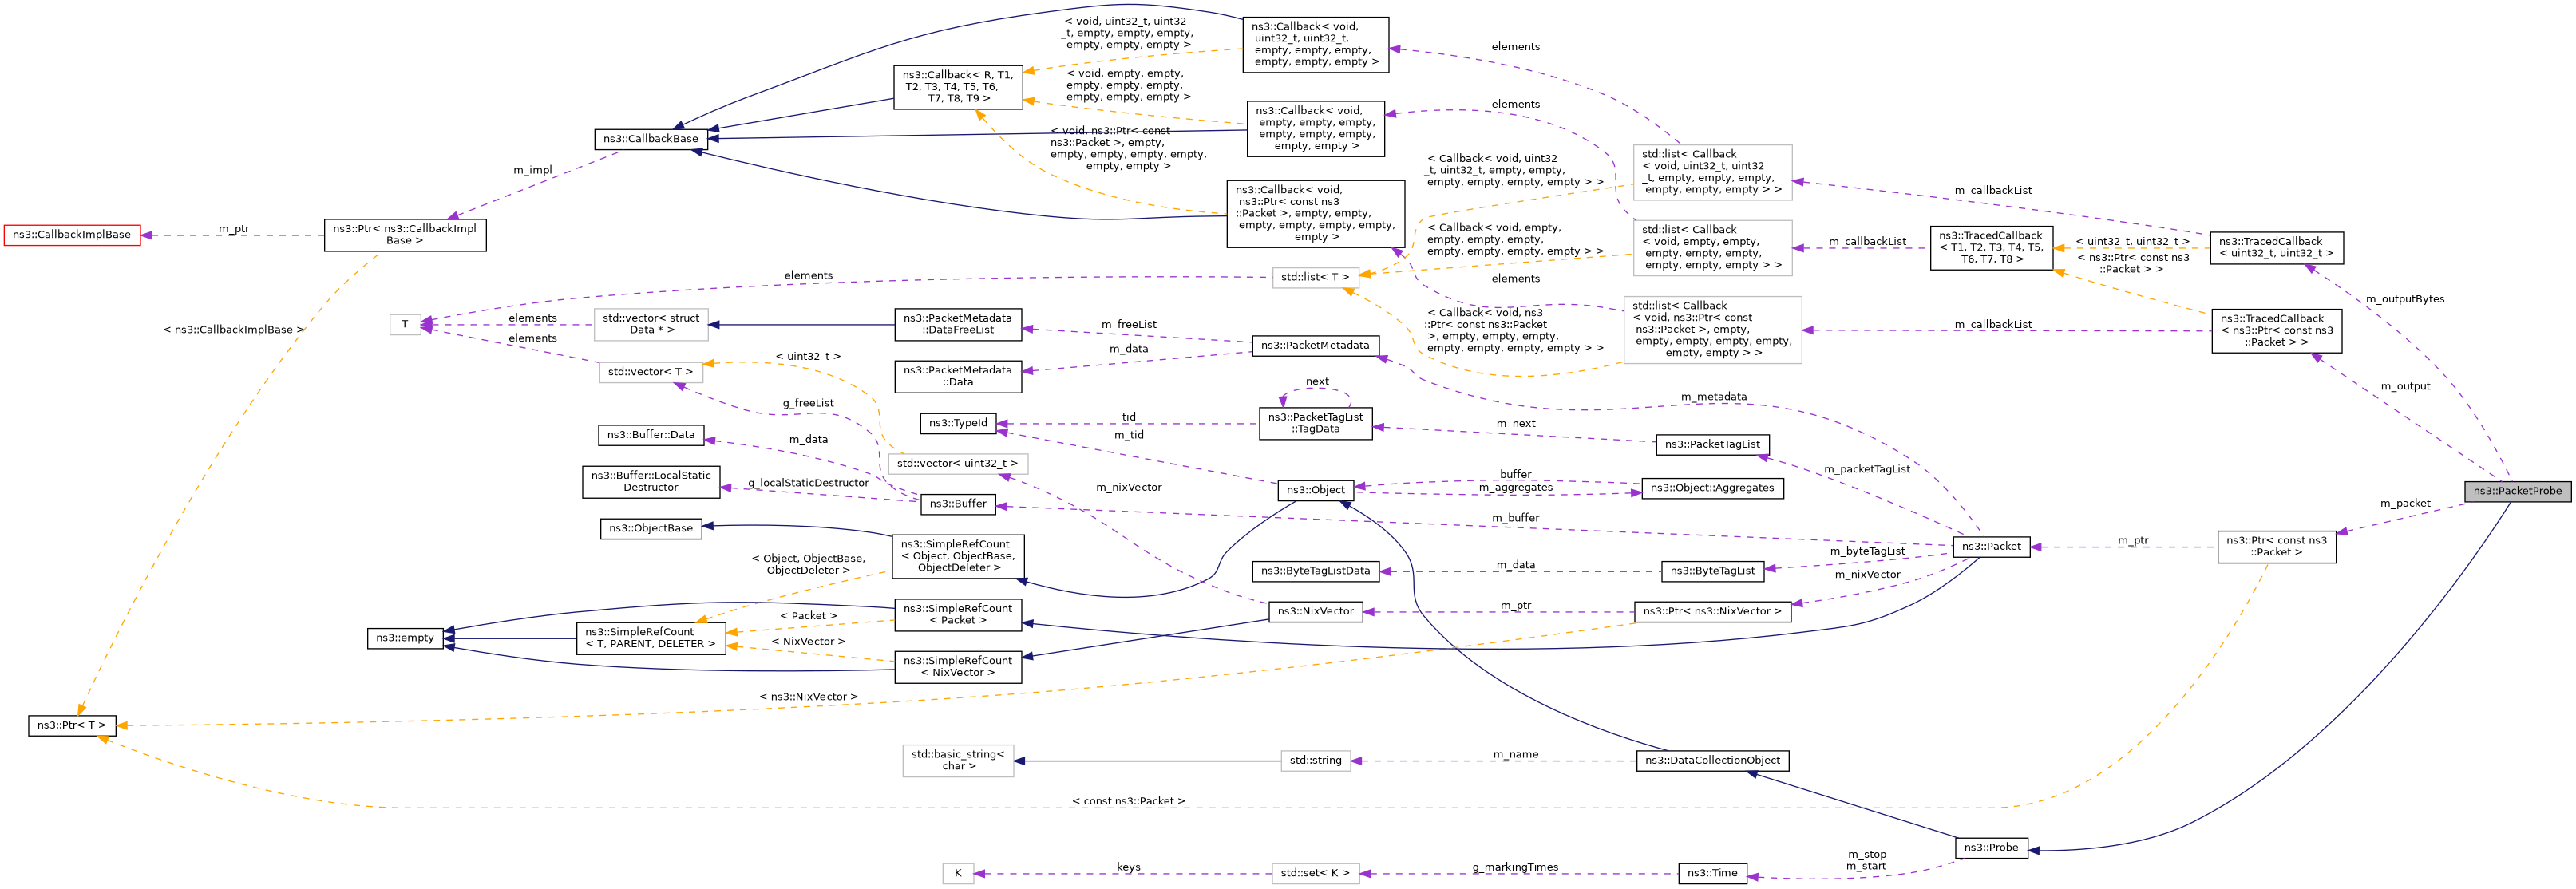 ns3::Callback< void,
uint32_t, uint32_t,
empty, empty, empty,
empty, empty, empty >
< void, uint32_t, uint32
_t, empty, empty, empty,
empty, empty, empty >
elements
ns3::Callback< R, T1,
T2, T3, T4, T5, T6,
T7, T8, T9 >
< void, empty, empty,
empty, empty, empty,
empty, empty, empty >
ns3::Callback< void,
empty, empty, empty,
empty, empty, empty,
empty, empty >
elements
ns3::CallbackBase
< void, ns3::Ptr< const
ns3::Packet >, empty,
empty, empty, empty, empty,
empty, empty >
m_impl
< Callback< void, uint32
_t, uint32_t, empty, empty,
empty, empty, empty, empty > >
std::list< Callback
< void, uint32_t, uint32
_t, empty, empty, empty,
empty, empty, empty > >
m_callbackList
ns3::Callback< void,
ns3::Ptr< const ns3
::Packet >, empty, empty,
empty, empty, empty, empty,
empty >
ns3::CallbackImplBase
m_ptr
ns3::Ptr< ns3::CallbackImpl
Base >
< Callback< void, empty,
empty, empty, empty,
empty, empty, empty, empty > >
std::list< Callback
< void, empty, empty,
empty, empty, empty,
empty, empty, empty > >
m_callbackList
ns3::TracedCallback
< T1, T2, T3, T4, T5,
T6, T7, T8 >
< uint32_t, uint32_t >
< ns3::Ptr< const ns3
::Packet > >
ns3::TracedCallback
< uint32_t, uint32_t >
elements
std::list< T >
elements
m_outputBytes
< ns3::CallbackImplBase >
T
elements
std::vector< struct
Data * >
ns3::PacketMetadata
::DataFreeList
m_freeList
< Callback< void, ns3
::Ptr< const ns3::Packet
>, empty, empty, empty,
empty, empty, empty, empty > >
std::list< Callback
< void, ns3::Ptr< const
ns3::Packet >, empty,
empty, empty, empty, empty,
empty, empty > >
m_callbackList
ns3::TracedCallback
< ns3::Ptr< const ns3
::Packet > >
elements
m_data
ns3::PacketMetadata
std::vector< T >
< uint32_t >
ns3::PacketMetadata
::Data
next
m_output
g_freeList
m_metadata
ns3::Buffer::Data
m_data
ns3::TypeId
tid
m_tid
ns3::PacketTagList
::TagData
m_next
ns3::PacketTagList
std::vector< uint32_t >
m_packetTagList
ns3::Buffer::LocalStatic
Destructor
g_localStaticDestructor
m_nixVector
ns3::Object
buffer
m_aggregates
ns3::Object::Aggregates
ns3::PacketProbe
ns3::Buffer
m_buffer
m_packet
ns3::ObjectBase
ns3::SimpleRefCount
< Object, ObjectBase,
ObjectDeleter >
ns3::Packet
m_ptr
ns3::Ptr< const ns3
::Packet >
< Object, ObjectBase,
ObjectDeleter >
ns3::ByteTagListData
m_data
ns3::ByteTagList
m_byteTagList
m_nixVector
ns3::empty
ns3::SimpleRefCount
< T, PARENT, DELETER >
< Packet >
ns3::SimpleRefCount
< Packet >
ns3::NixVector
m_ptr
ns3::Ptr< ns3::NixVector >
< NixVector >
ns3::SimpleRefCount
< NixVector >
< ns3::NixVector >
ns3::Ptr< T >
std::basic_string<
char >
std::string
m_name
ns3::DataCollectionObject
< const ns3::Packet >
ns3::Probe
K
keys
std::set< K >
g_markingTimes
ns3::Time
m_stop
m_start